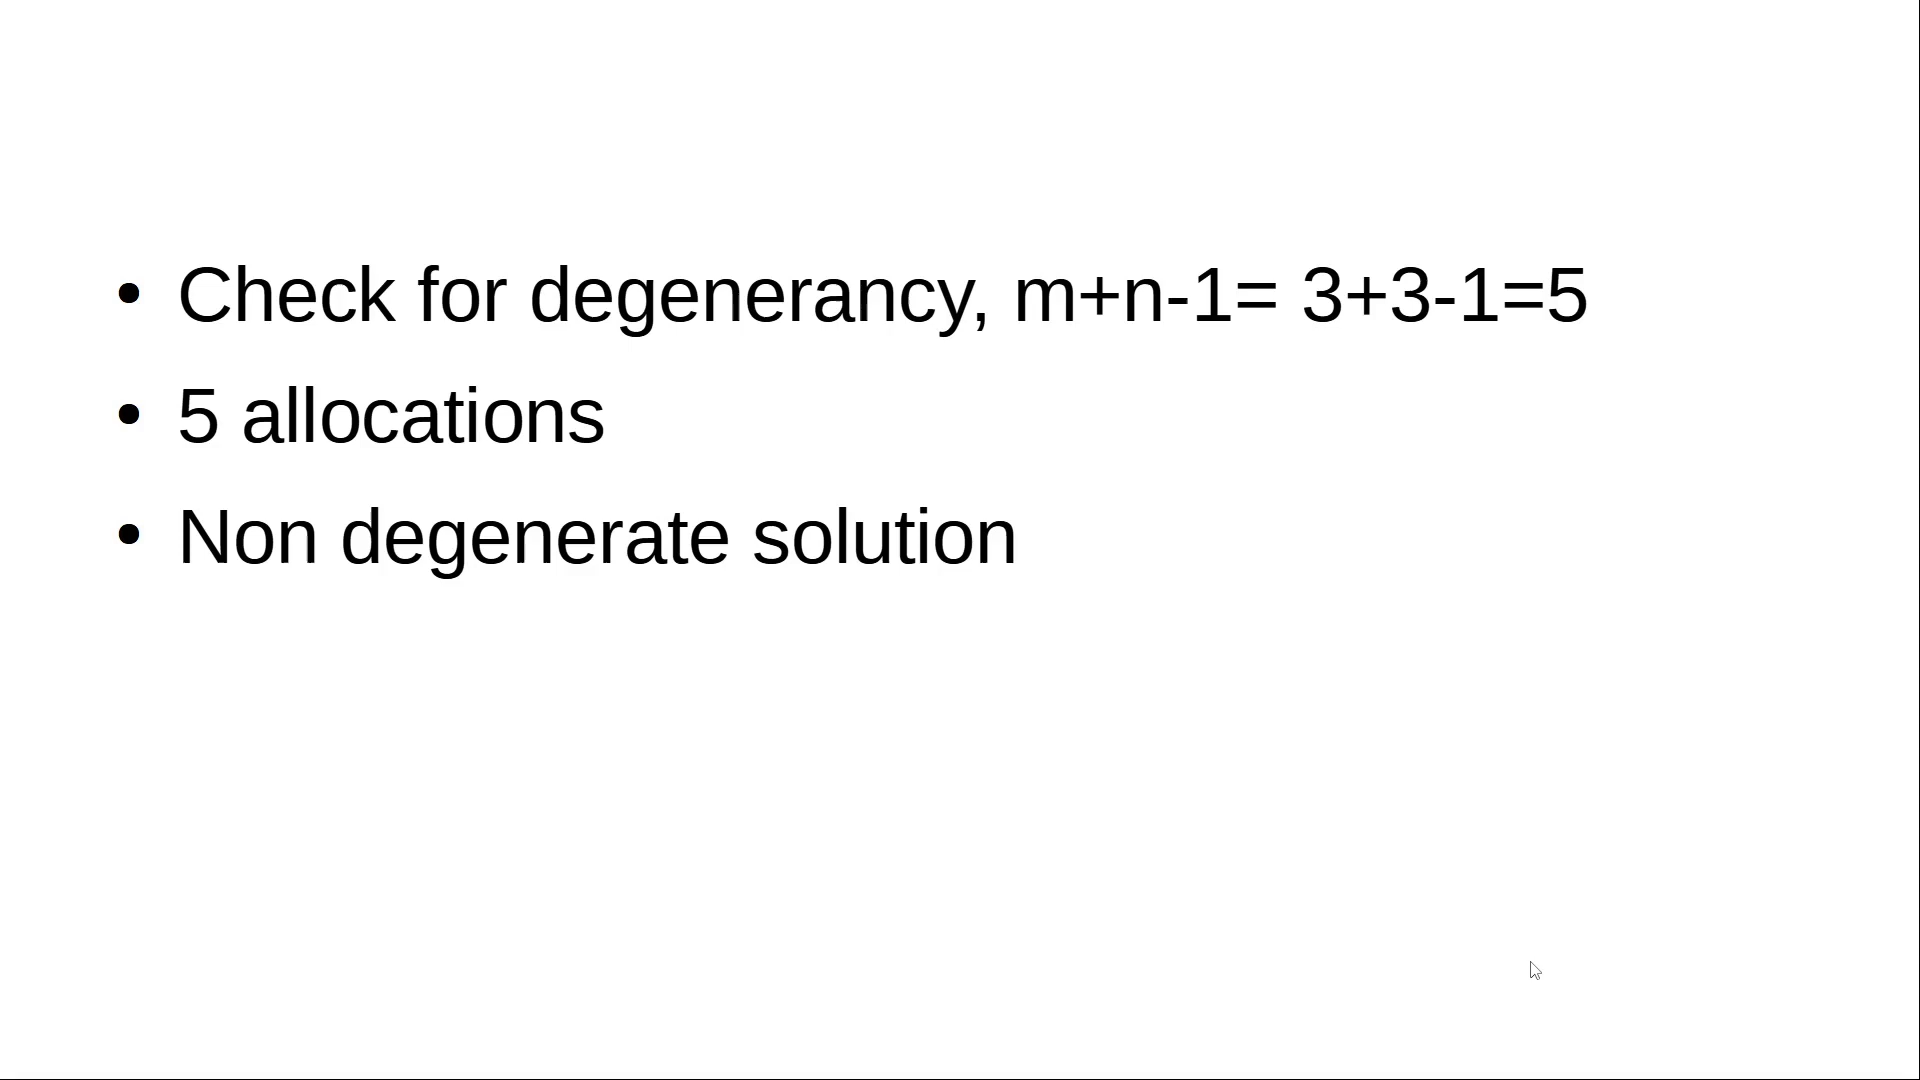 • Check for degenerancy, m+n-1= 3+3-1=5
• 5 allocations
• Non degenerate solution